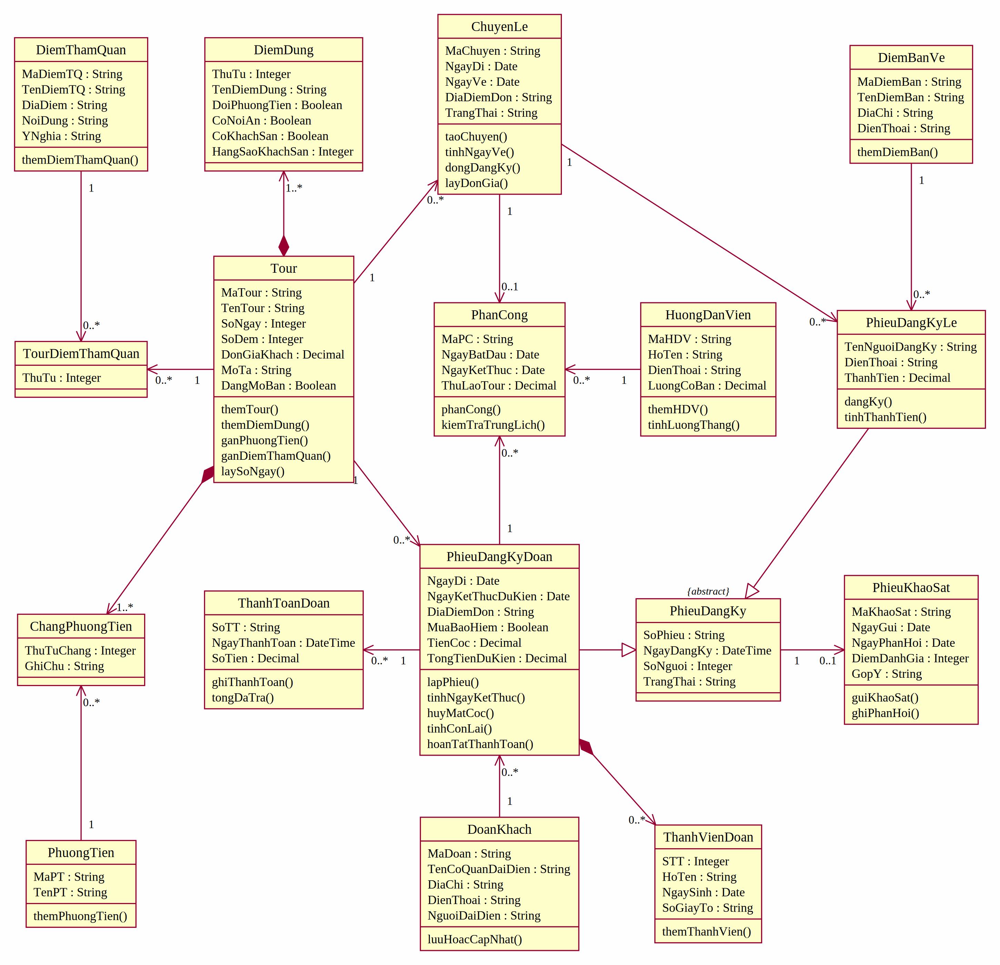 ChuyenLe
MaChuyen : String
NgayDi : Date
NgayVe : Date
DiaDiemDon : String
TrangThai : String
taoChuyen()
tinhNgayVe()
dongDangKy()
layDonGia()
DiemThamQuan
MaDiemTQ : String
TenDiemTQ : String
DiaDiem : String
NoiDung : String
YNghia : String
themDiemThamQuan()
DiemDung
ThuTu : Integer
TenDiemDung : String
DoiPhuongTien : Boolean
CoNoiAn : Boolean
CoKhachSan : Boolean
HangSaoKhachSan : Integer
DiemBanVe
MaDiemBan : String
TenDiemBan : String
DiaChi : String
DienThoai : String
themDiemBan()
1
1..*
0..*
1
1
1
1
0..1
0..*
0..*
0..*
Tour
MaTour : String
TenTour : String
SoNgay : Integer
SoDem : Integer
DonGiaKhach : Decimal
MoTa : String
DangMoBan : Boolean
themTour()
themDiemDung()
ganPhuongTien()
ganDiemThamQuan()
laySoNgay()
PhanCong
MaPC : String
NgayBatDau : Date
NgayKetThuc : Date
ThuLaoTour : Decimal
phanCong()
kiemTraTrungLich()
HuongDanVien
MaHDV : String
HoTen : String
DienThoai : String
LuongCoBan : Decimal
themHDV()
tinhLuongThang()
PhieuDangKyLe
TenNguoiDangKy : String
DienThoai : String
ThanhTien : Decimal
dangKy()
tinhThanhTien()
TourDiemThamQuan
ThuTu : Integer
0..*
1
0..*
1
0..*
1
1
0..*
PhieuDangKyDoan
NgayDi : Date
NgayKetThucDuKien : Date
DiaDiemDon : String
MuaBaoHiem : Boolean
TienCoc : Decimal
TongTienDuKien : Decimal
lapPhieu()
tinhNgayKetThuc()
huyMatCoc()
tinhConLai()
hoanTatThanhToan()
ThanhToanDoan
SoTT : String
NgayThanhToan : DateTime
SoTien : Decimal
ghiThanhToan()
tongDaTra()
0..*
1
{abstract}
PhieuDangKy
SoPhieu : String
NgayDangKy : DateTime
SoNguoi : Integer
TrangThai : String
1
0..1
PhieuKhaoSat
MaKhaoSat : String
NgayGui : Date
NgayPhanHoi : Date
DiemDanhGia : Integer
GopY : String
guiKhaoSat()
ghiPhanHoi()
1..*
ChangPhuongTien
ThuTuChang : Integer
GhiChu : String
0..*
1
0..*
1
0..*
PhuongTien
MaPT : String
TenPT : String
themPhuongTien()
DoanKhach
MaDoan : String
TenCoQuanDaiDien : String
DiaChi : String
DienThoai : String
NguoiDaiDien : String
luuHoacCapNhat()
ThanhVienDoan
STT : Integer
HoTen : String
NgaySinh : Date
SoGiayTo : String
themThanhVien()